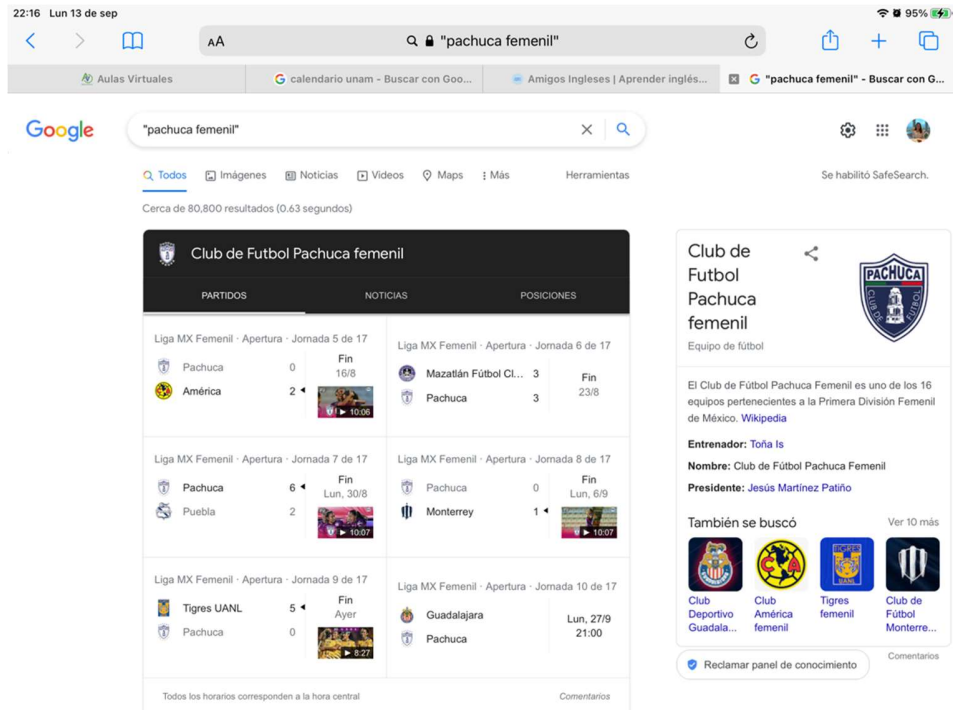 22:16 Lun 13 de sep
95%
AA
"pachuca femenil"
Aulas Virtuales
calendario unam - Buscar con Goo...
Amigos Ingleses | Aprender inglés...
"pachuca femenil" - Buscar con G...
Google
"pachuca femenil"
Todos
Imágenes
Noticias
Videos
Maps
Más
Herramientas
Se habilitó SafeSearch.
Cerca de 80,800 resultados (0.63 segundos)
Club de Futbol Pachuca femenil
PARTIDOS
NOTICIAS
POSICIONES
Liga MX Femenil · Apertura · Jornada 5 de 17
Pachuca 0
América 2
Fin
16/8
10:06
Liga MX Femenil · Apertura · Jornada 6 de 17
Mazatlán Fútbol Cl... 3
Pachuca 3
Fin
23/8
Liga MX Femenil · Apertura · Jornada 7 de 17
Pachuca 6
Puebla 2
Fin
Lun, 30/8
10:07
Liga MX Femenil · Apertura · Jornada 8 de 17
Pachuca 0
Monterrey 1
Fin
Lun, 6/9
10:07
Liga MX Femenil · Apertura · Jornada 9 de 17
Tigres UANL 5
Pachuca 0
Fin
Ayer
8:27
Liga MX Femenil · Apertura · Jornada 10 de 17
Guadalajara
Pachuca
Lun, 27/9
21:00
Todos los horarios corresponden a la hora central
Comentarios
Club de
Futbol
Pachuca
femenil
Equipo de fútbol
PACHUCA
CLUB DE FUTBOL
El Club de Fútbol Pachuca Femenil es uno de los 16
equipos pertenecientes a la Primera División Femenil
de México. Wikipedia
Entrenador: Toña Is
Nombre: Club de Fútbol Pachuca Femenil
Presidente: Jesús Martínez Patiño
También se buscó
Ver 10 más
TIGRES
UANL
Club
Deportivo
Guadala...
Club
América
femenil
Tigres
femenil
Club de
Fútbol
Monterre...
Reclamar panel de conocimiento
Comentarios